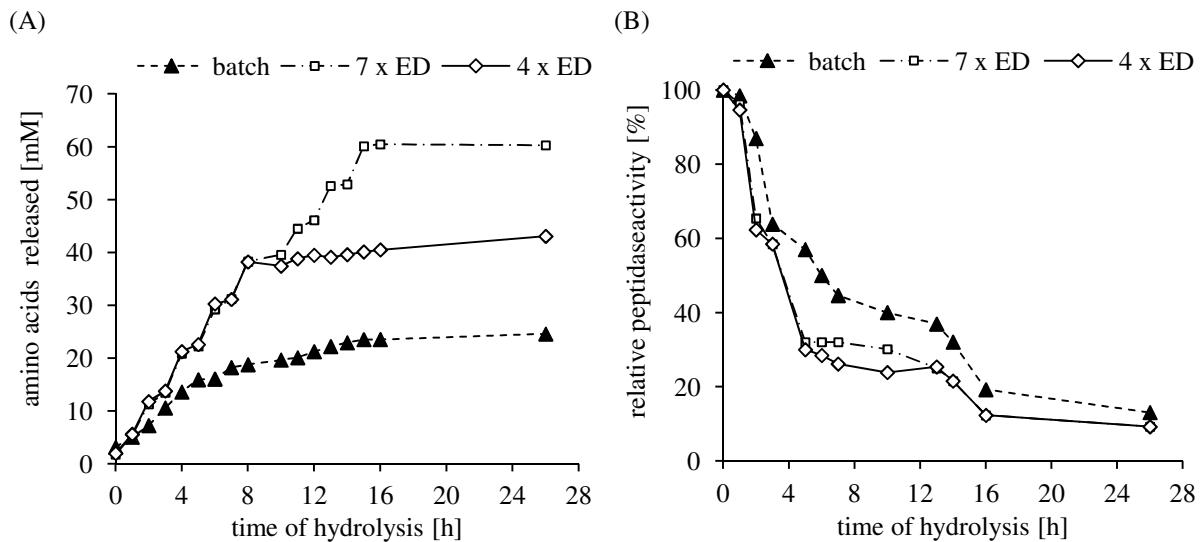 (A)
batch 7 x ED 4 x ED
amino acids released [mM]
70
60
50
40
30
20
10
0
0 4 8 12 16 20 24 28
time of hydrolysis [h]
(B)
batch 7 x ED 4 x ED
relative peptidaseactivity [%]
100
80
60
40
20
0
0 4 8 12 16 20 24 28
time of hydrolysis [h]